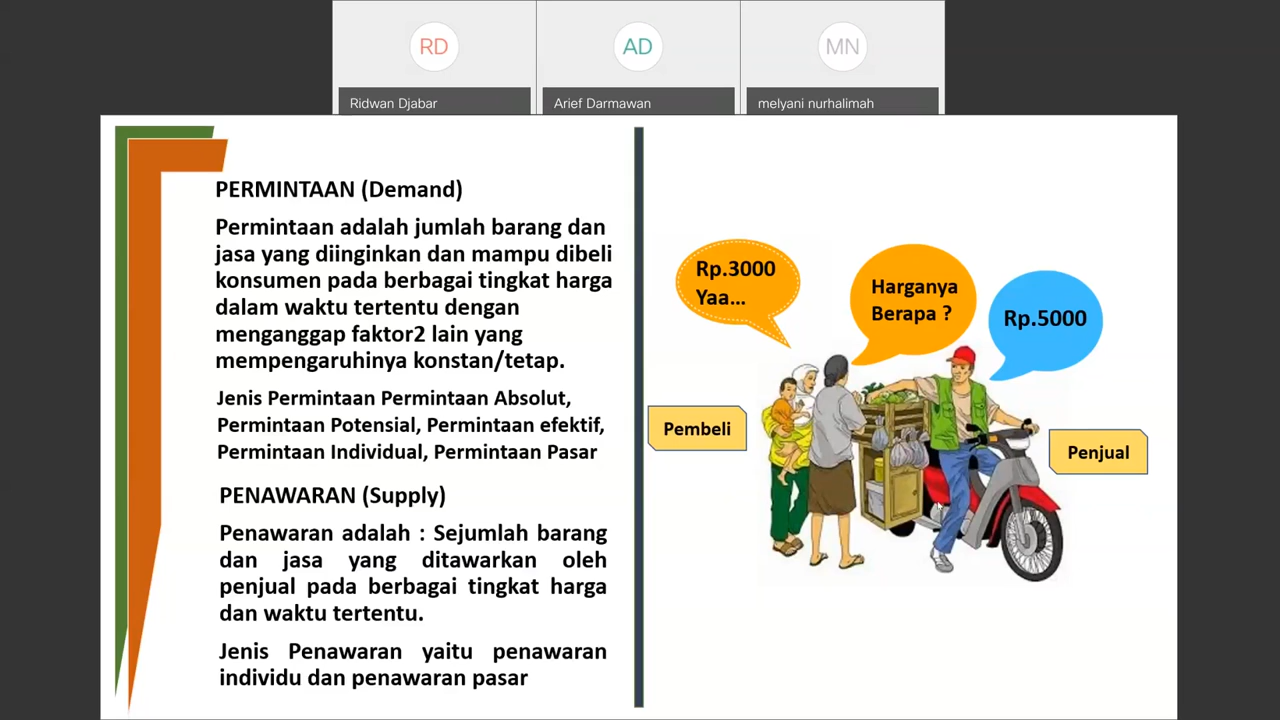 RD
AD
MN
Ridwan Djabar
Arief Darmawan
melyani nurhalimah
PERMINTAAN (Demand)
Permintaan adalah jumlah barang dan
jasa yang diinginkan dan mampu dibeli
konsumen pada berbagai tingkat harga
dalam waktu tertentu dengan
menganggap faktor2 lain yang
mempengaruhinya konstan/tetap.
Jenis Permintaan Permintaan Absolut,
Permintaan Potensial, Permintaan efektif,
Permintaan Individual, Permintaan Pasar
PENAWARAN (Supply)
Penawaran adalah : Sejumlah barang
dan jasa yang ditawarkan oleh
penjual pada berbagai tingkat harga
dan waktu tertentu.
Jenis Penawaran yaitu penawaran
individu dan penawaran pasar
Rp.3000
Yaa...
Harganya
Berapa ?
Rp.5000
Pembeli
Penjual